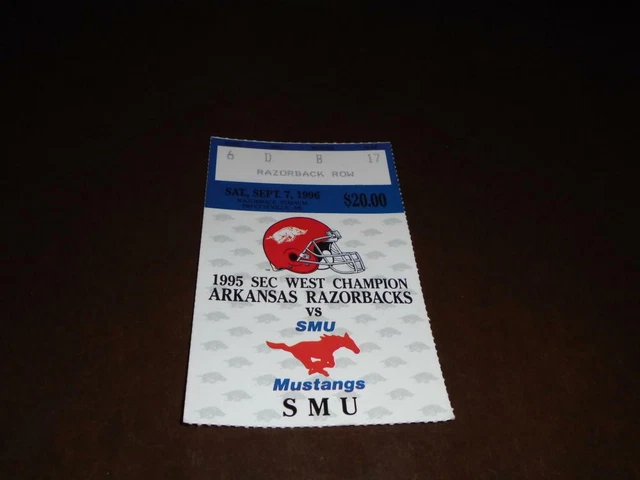 6 D B 17
RAZORBACK ROW
SAT., SEPT. 7, 1996 $20.00
1995 SEC WEST CHAMPION
ARKANSAS RAZORBACKS
VS
SMU
Mustangs
SMU